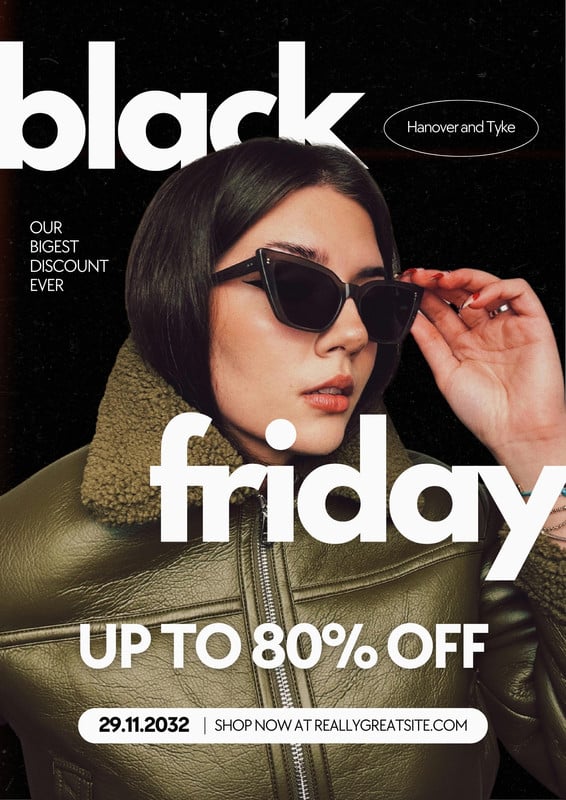 black
Hanover and Tyke
OUR
BIGEST
DISCOUNT
EVER
friday
UP TO 80% OFF
29.11.2032 | SHOP NOW AT REALLYGREATSITE.COM